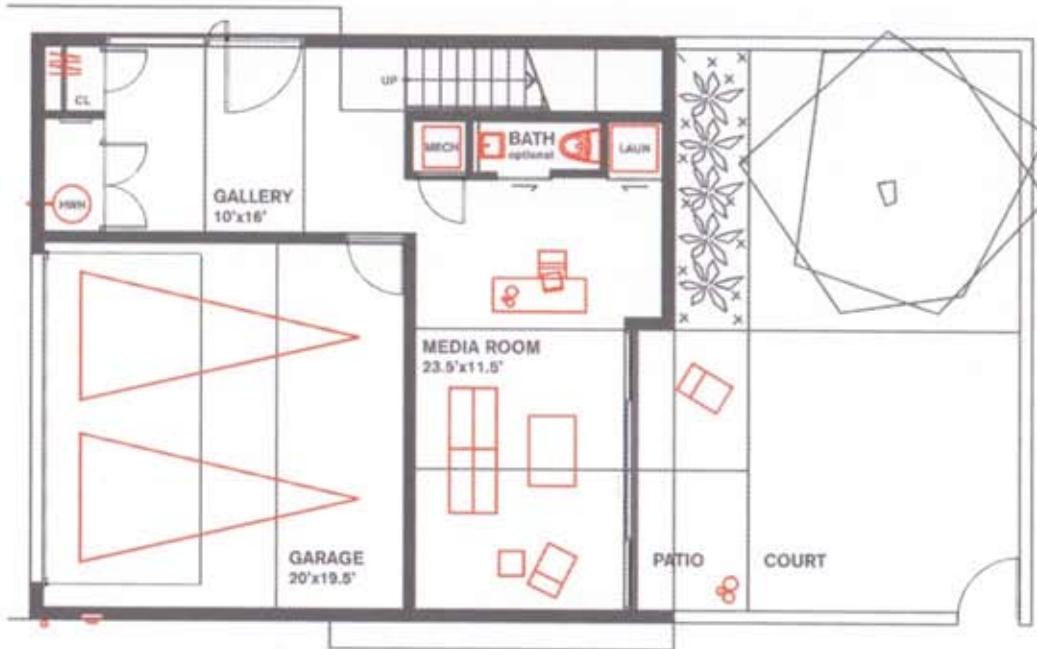 CL
UP
MECH
BATH
optional
LAUN
HWH
GALLERY
10'x16'
MEDIA ROOM
23.5'x11.5'
GARAGE
20'x19.5'
PATIO
COURT